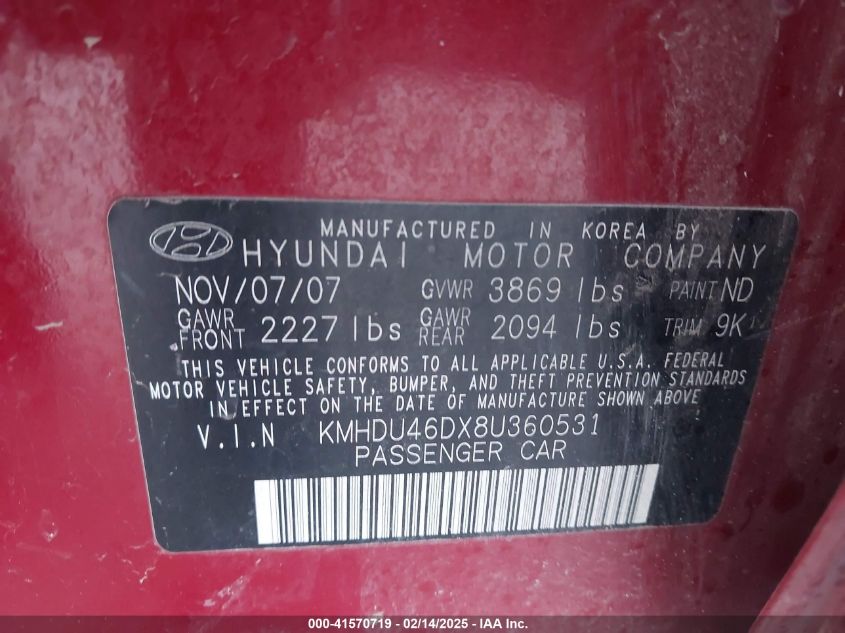 MANUFACTURED IN KOREA BY
HYUNDAI MOTOR COMPANY
NOV/07/07 GVWR 3869 lbs PAINT ND
GAWR FRONT 2227 lbs GAWR REAR 2094 lbs TRIM 9K
THIS VEHICLE CONFORMS TO ALL APPLICABLE U.S.A. FEDERAL
MOTOR VEHICLE SAFETY, BUMPER, AND THEFT PREVENTION STANDARDS
IN EFFECT ON THE DATE OF MANUFACTURE SHOWN ABOVE
V.I.N KMHDU46DX8U360531
PASSENGER CAR
000-41570719 - 02/14/2025 - IAA Inc.